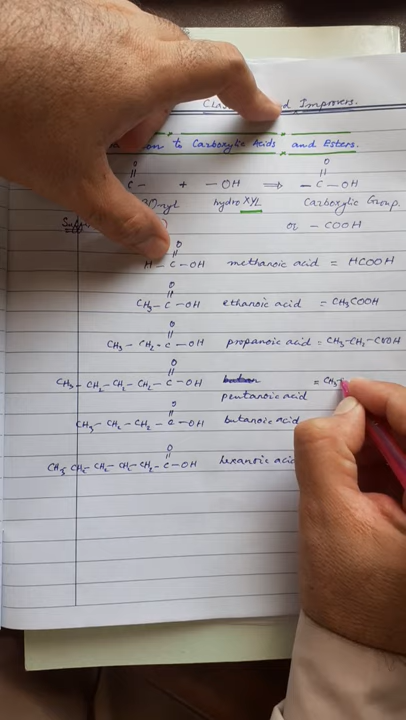 Improvers.
to Carboxylic Acids and Esters.
O O
|| ||
C - + - OH ⟹ - C - OH
hydroXYL Carboxylic Group.
or - COOH
O
||
H - C - OH methanoic acid = HCOOH
O
||
CH3 - C - OH ethanoic acid = CH3COOH
O
||
CH3 - CH2 - C - OH propanoic acid = CH3-CH2-COOH
O
||
CH3 - CH2 - CH2 - CH2 - C - OH = CH3
pentanoic acid
O
||
CH3 - CH2 - CH2 - C - OH butanoic acid
O
||
CH3 CH2 - CH2 - CH2 - CH2 - C - OH hexanoic acid